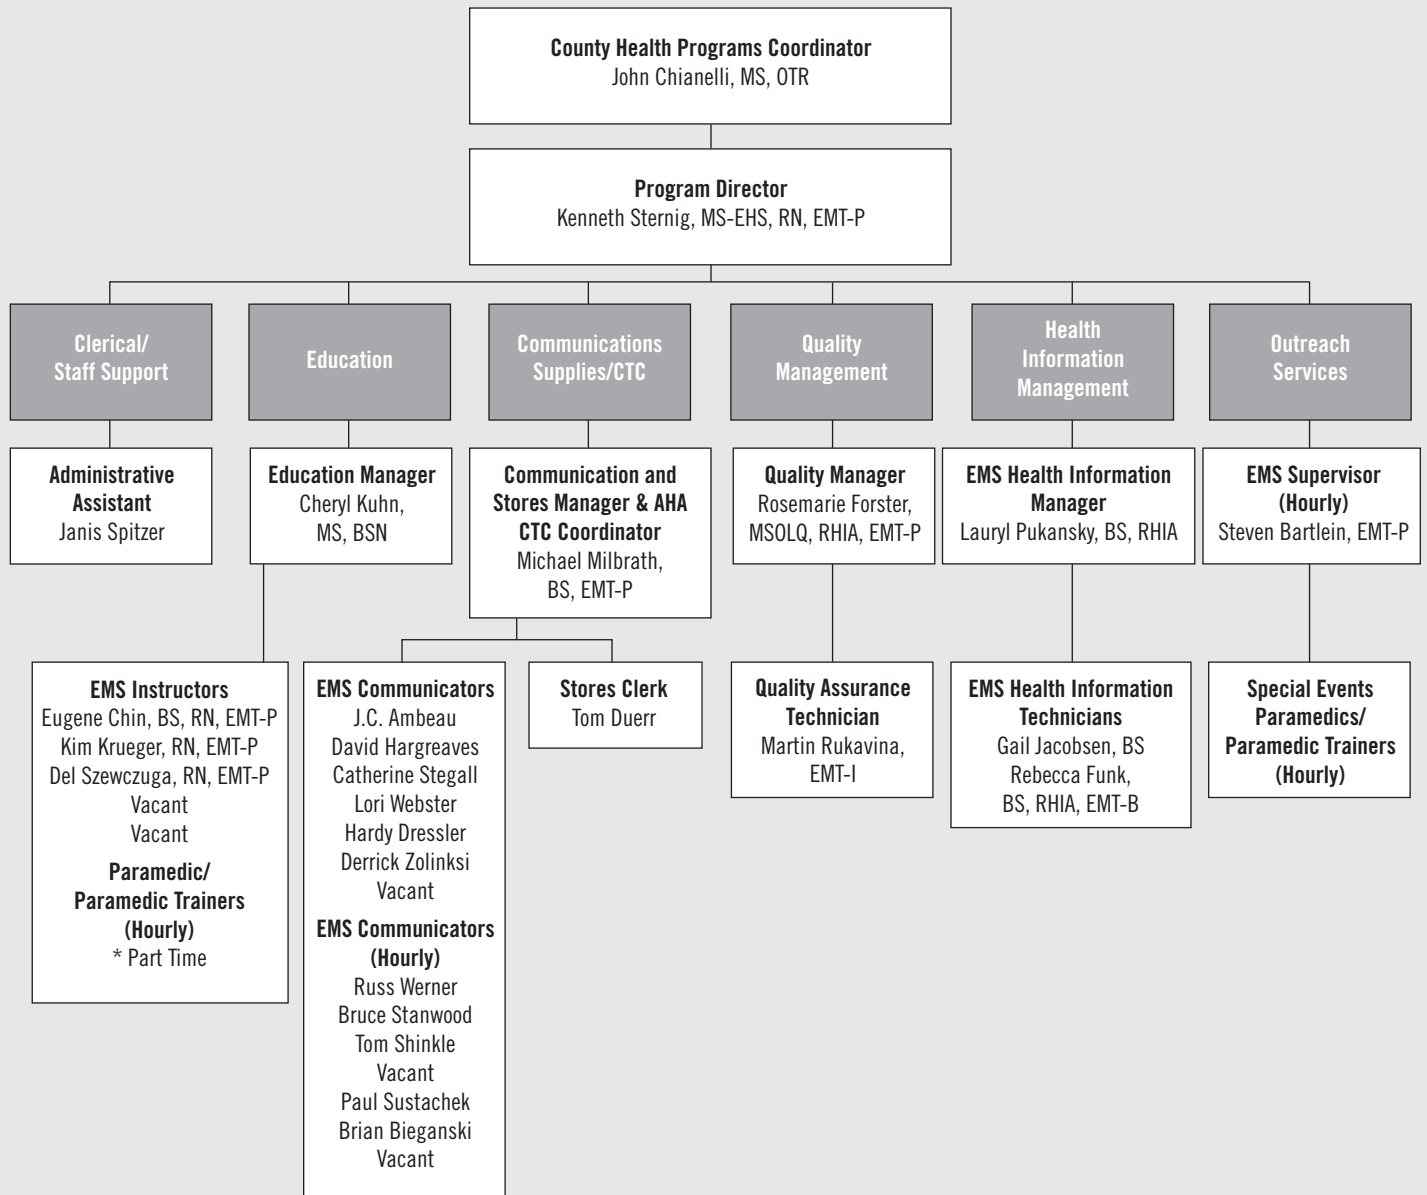 County Health Programs Coordinator
John Chianelli, MS, OTR
Program Director
Kenneth Sternig, MS-EHS, RN, EMT-P
Clerical/
Staff Support
Education
Communications
Supplies/CTC
Quality
Management
Health
Information
Management
Outreach
Services
Administrative
Assistant
Janis Spitzer
Education Manager
Cheryl Kuhn,
MS, BSN
Communication and
Stores Manager & AHA
CTC Coordinator
Michael Milbrath,
BS, EMT-P
Quality Manager
Rosemarie Forster,
MSOLQ, RHIA, EMT-P
EMS Health Information
Manager
Lauryl Pukansky, BS, RHIA
EMS Supervisor
(Hourly)
Steven Bartlein, EMT-P
EMS Instructors
Eugene Chin, BS, RN, EMT-P
Kim Krueger, RN, EMT-P
Del Szewczuga, RN, EMT-P
Vacant
Vacant
Paramedic/
Paramedic Trainers
(Hourly)
* Part Time
EMS Communicators
J.C. Ambeau
David Hargreaves
Catherine Stegall
Lori Webster
Hardy Dressler
Derrick Zolinksi
Vacant
EMS Communicators
(Hourly)
Russ Werner
Bruce Stanwood
Tom Shinkle
Vacant
Paul Sustachek
Brian Bieganski
Vacant
Stores Clerk
Tom Duerr
Quality Assurance
Technician
Martin Rukavina,
EMT-I
EMS Health Information
Technicians
Gail Jacobsen, BS
Rebecca Funk,
BS, RHIA, EMT-B
Special Events
Paramedics/
Paramedic Trainers
(Hourly)